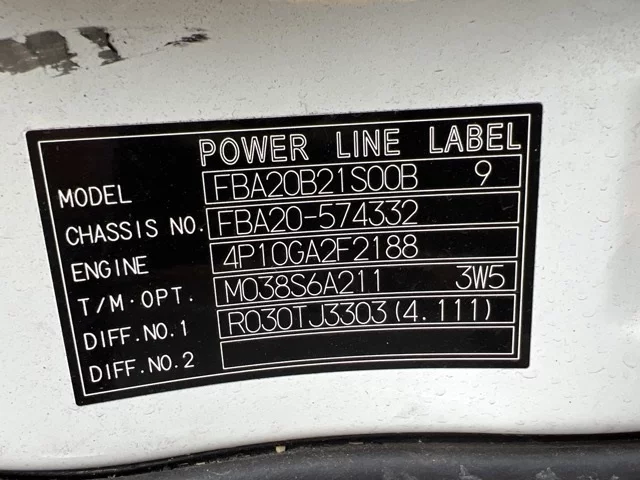 POWER LINE LABEL
MODEL FBA20B21S00B 9
CHASSIS NO. FBA20-574332
ENGINE 4P10GA2F2188
T/M·OPT. M038S6A211 3W5
DIFF.NO.1 R030TJ3303(4.111)
DIFF.NO.2